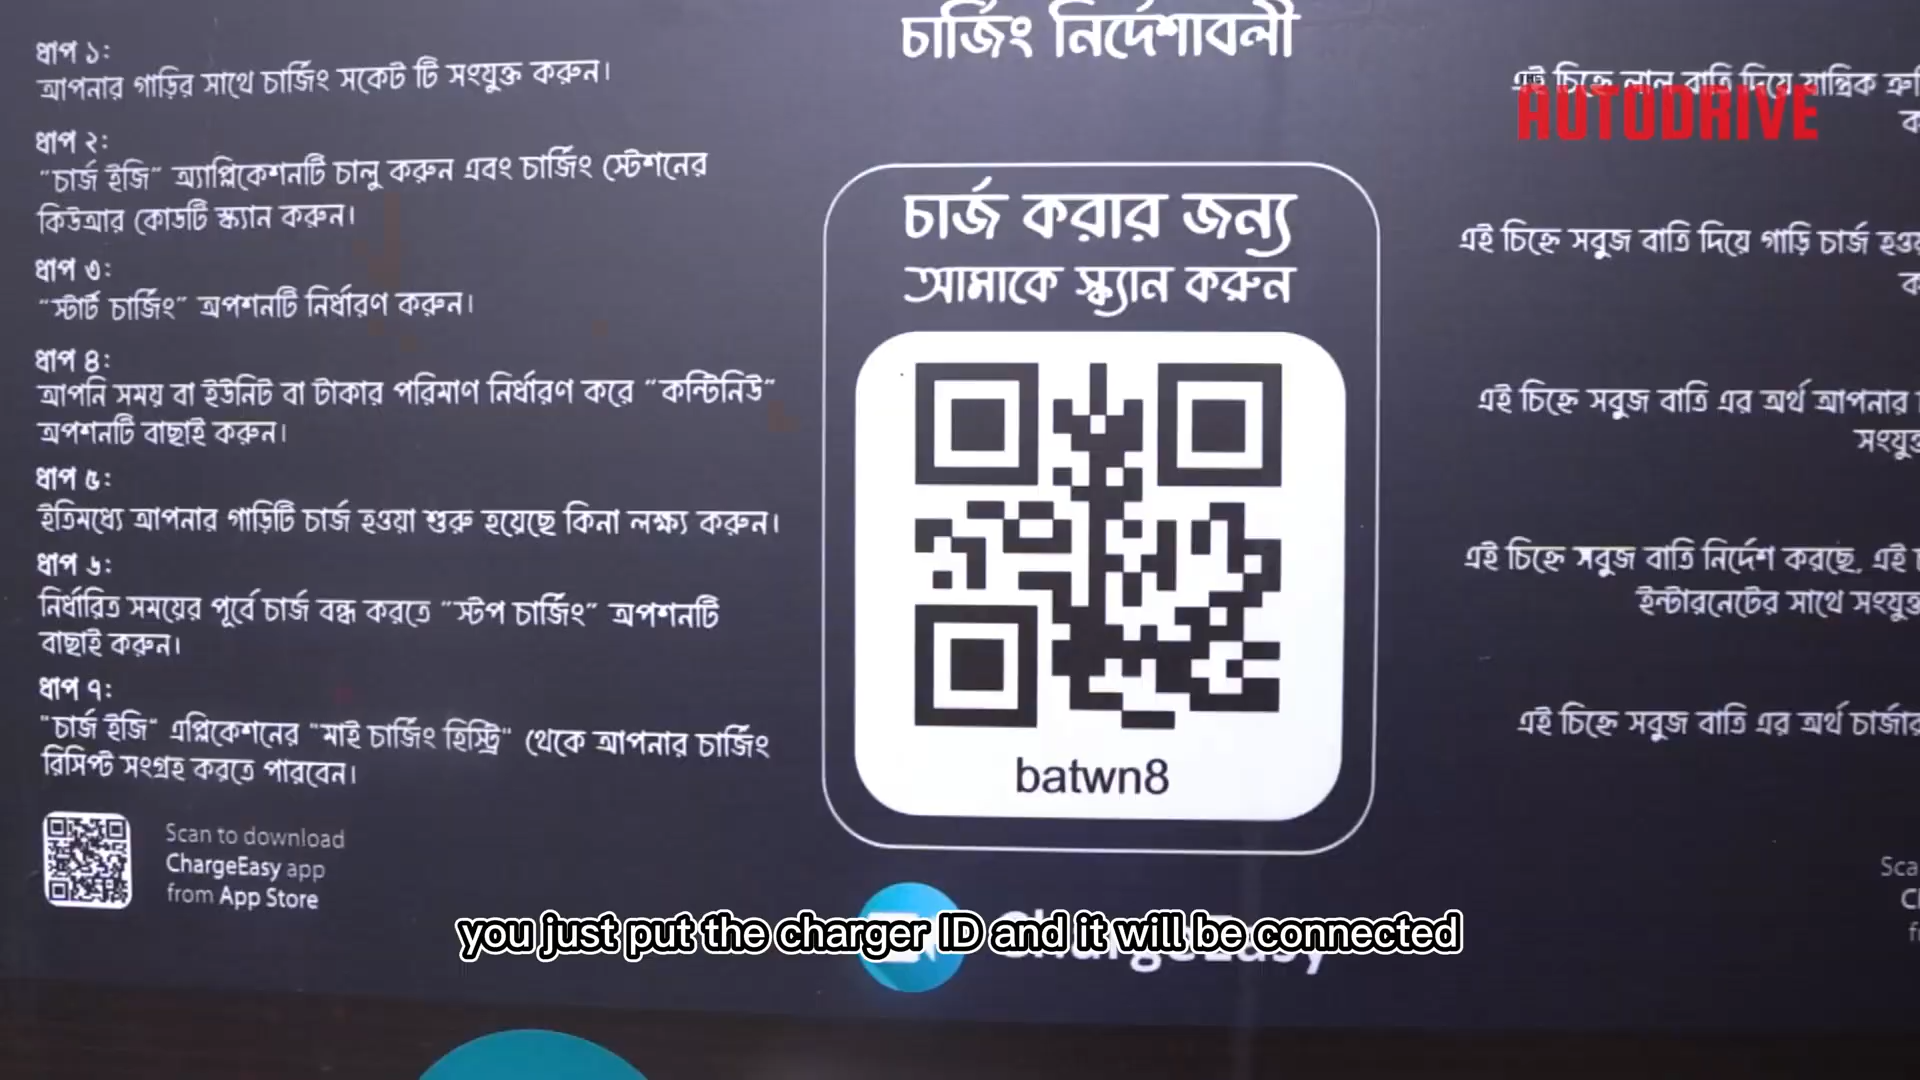 চার্জিং নির্দেশাবলী
ধাপ ১:
আপনার গাড়ির সাথে চার্জিং সকেট টি সংযুক্ত করুন।
ধাপ ২:
"চার্জ ইজি" অ্যাপ্লিকেশনটি চালু করুন এবং চার্জিং স্টেশনের
কিউআর কোডটি স্ক্যান করুন।
ধাপ ৩:
"স্টার্ট চার্জিং" অপশনটি নির্ধারণ করুন।
ধাপ ৪:
আপনি সময় বা ইউনিট বা টাকার পরিমাণ নির্ধারণ করে "কন্টিনিউ"
অপশনটি বাছাই করুন।
ধাপ ৫:
ইতিমধ্যে আপনার গাড়িটি চার্জ হওয়া শুরু হয়েছে কিনা লক্ষ্য করুন।
ধাপ ৬:
নির্ধারিত সময়ের পূর্বে চার্জ বন্ধ করতে "স্টপ চার্জিং" অপশনটি
বাছাই করুন।
ধাপ ৭:
"চার্জ ইজি" এপ্লিকেশনের "মাই চার্জিং হিস্ট্রি" থেকে আপনার চার্জিং
রিসিপ্ট সংগ্রহ করতে পারবেন।
Scan to download
ChargeEasy app
from App Store
চার্জ করার জন্য
আমাকে স্ক্যান করুন
batwn8
ChargeEasy
THE
AUTODRIVE
এই চিহ্নে লাল বাতি দিয়ে যান্ত্রিক
এই চিহ্নে সবুজ বাতি দিয়ে গাড়ি চার্জ
এই চিহ্নে সবুজ বাতি এর অর্থ আপনার
এই চিহ্নে সবুজ বাতি নির্দেশ করছে, এই
ইন্টারনেটের সাথে
এই চিহ্নে সবুজ বাতি এর অর্থ
you just put the charger ID and it will be connected